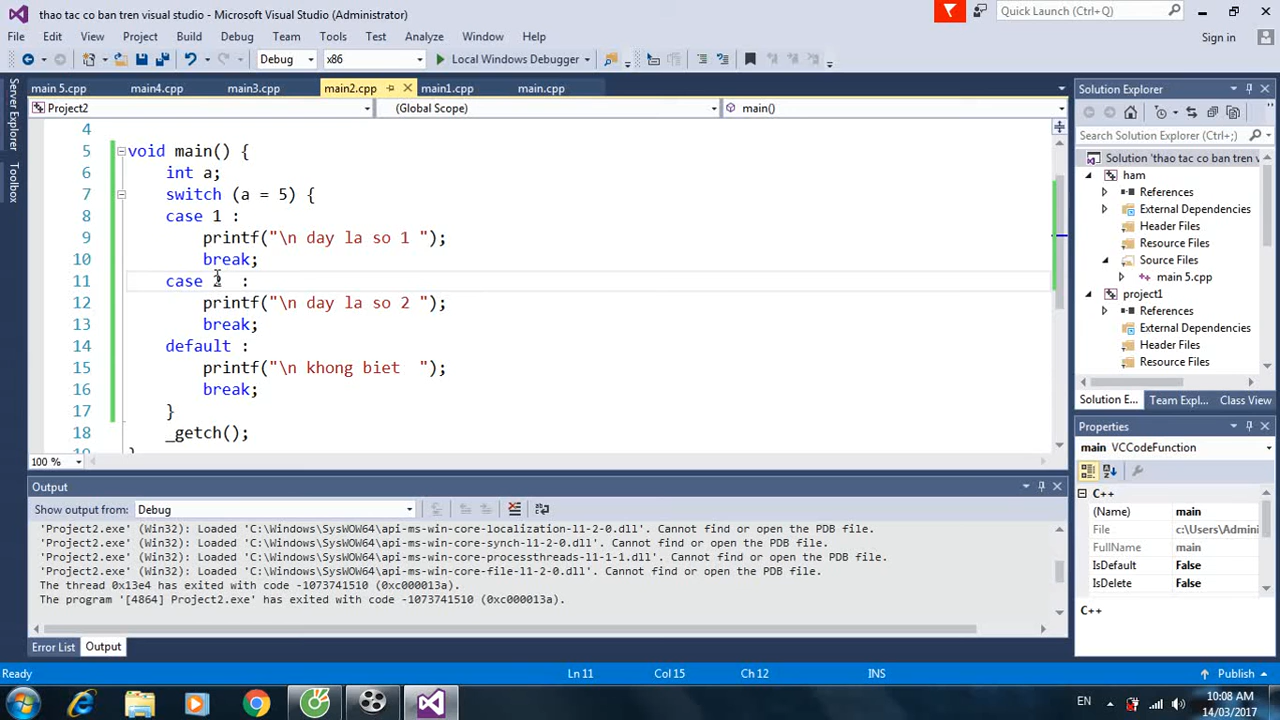 thao tac co ban tren visual studio - Microsoft Visual Studio (Administrator)
Quick Launch (Ctrl+Q)
File Edit View Project Build Debug Team Tools Test Analyze Window Help
Sign in
Debug x86 Local Windows Debugger
Server Explorer
Toolbox
main 5.cpp main4.cpp main3.cpp main2.cpp main1.cpp main.cpp
Project2 (Global Scope) main()
4
5 void main() {
6 int a;
7 switch (a = 5) {
8 case 1 :
9 printf("\n day la so 1 ");
10 break;
11 case 2 :
12 printf("\n day la so 2 ");
13 break;
14 default :
15 printf("\n khong biet  ");
16 break;
17 }
18 _getch();
100 %
Solution Explorer
Search Solution Explorer (Ctrl+;)
Solution 'thao tac co ban tren v
ham
References
External Dependencies
Header Files
Resource Files
Source Files
main 5.cpp
project1
References
External Dependencies
Header Files
Resource Files
Solution E... Team Expl... Class View
Properties
main VCCodeFunction
C++
(Name) main
File c:\Users\Admini
FullName main
IsDefault False
IsDelete False
C++
Output
Show output from: Debug
'Project2.exe' (Win32): Loaded 'C:\Windows\SysWOW64\api-ms-win-core-localization-l1-2-0.dll'. Cannot find or open the PDB file.
'Project2.exe' (Win32): Loaded 'C:\Windows\SysWOW64\api-ms-win-core-synch-l1-2-0.dll'. Cannot find or open the PDB file.
'Project2.exe' (Win32): Loaded 'C:\Windows\SysWOW64\api-ms-win-core-processthreads-l1-1-1.dll'. Cannot find or open the PDB file.
'Project2.exe' (Win32): Loaded 'C:\Windows\SysWOW64\api-ms-win-core-file-l1-2-0.dll'. Cannot find or open the PDB file.
The thread 0x13e4 has exited with code -1073741510 (0xc000013a).
The program '[4864] Project2.exe' has exited with code -1073741510 (0xc000013a).
Error List Output
Ready Ln 11 Col 15 Ch 12 INS Publish
EN 10:08 AM
14/03/2017